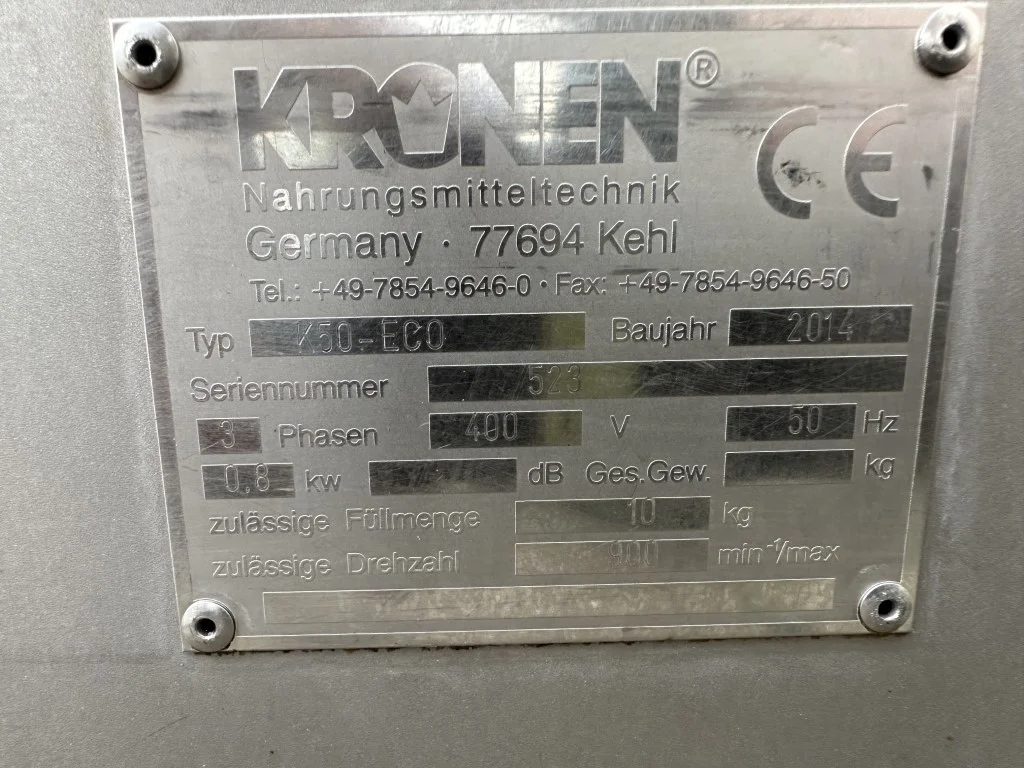 KRONEN®
CE
Nahrungsmitteltechnik
Germany · 77694 Kehl
Tel.: +49-7854-9646-0 · Fax: +49-7854-9646-50
Typ K50-ECO Baujahr 2014
Seriennummer 523
3 Phasen 400 V 50 Hz
0,8 kw dB Ges.Gew. kg
zulässige Füllmenge 10 kg
zulässige Drehzahl 900 min⁻¹/max